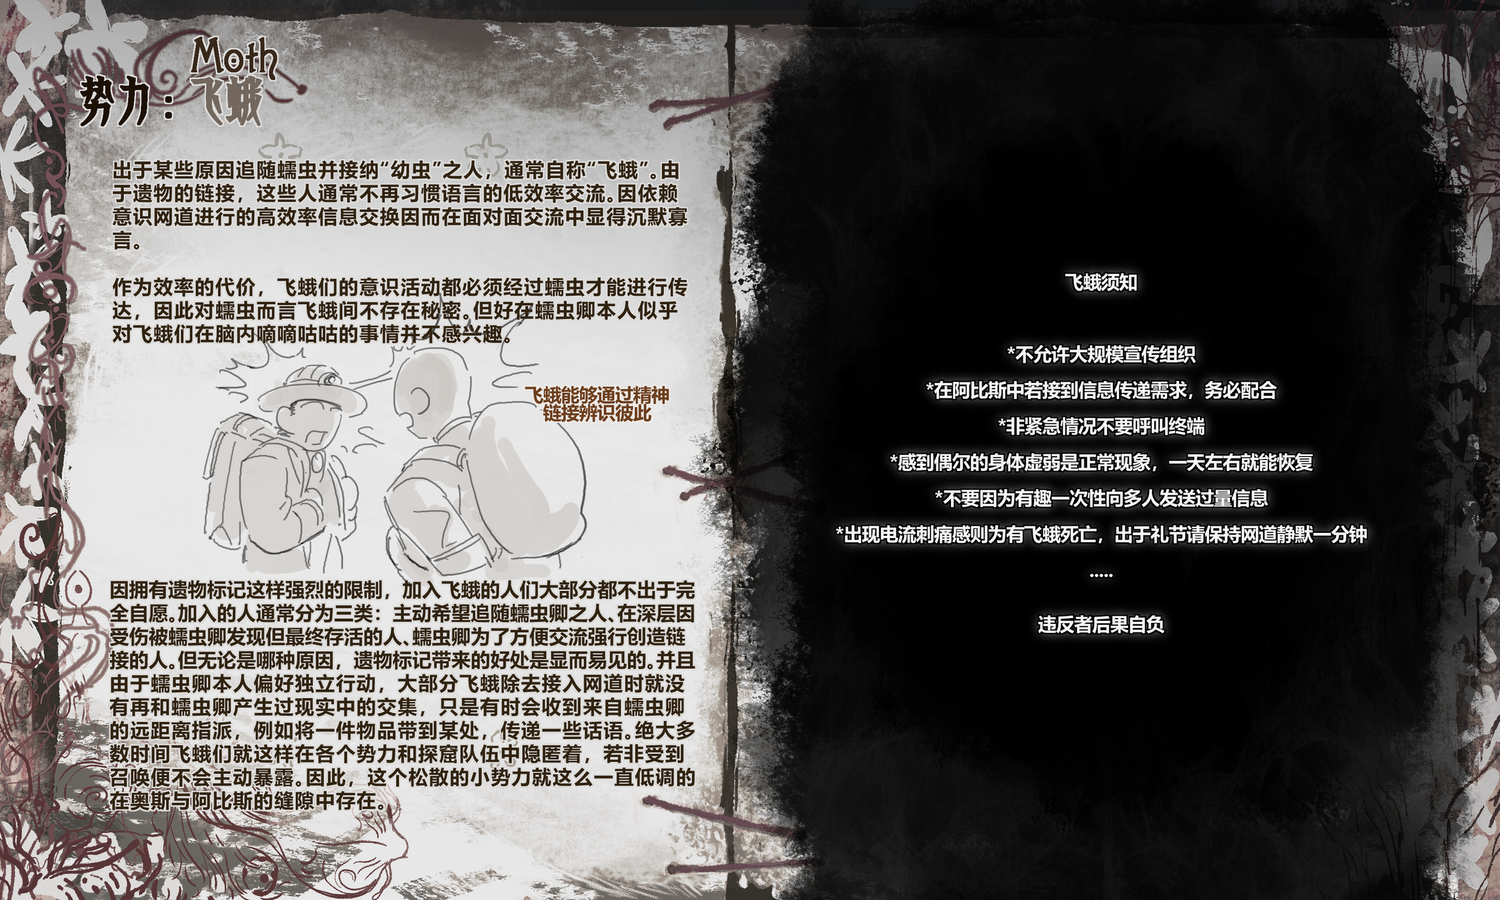 Moth
势力：飞蛾
出于某些原因追随蠕虫并接纳“幼虫”之人，通常自称“飞蛾”。由
于遗物的链接，这些人通常不再习惯语言的低效率交流。因依赖
意识网道进行的高效率信息交换因而在面对面交流中显得沉默寡
言。
作为效率的代价，飞蛾们的意识活动都必须经过蠕虫才能进行传
达，因此对蠕虫而言飞蛾间不存在秘密。但好在蠕虫卿本人似乎
对飞蛾们在脑内嘀嘀咕咕的事情并不感兴趣。
飞蛾能够通过精神
链接辨识彼此
因拥有遗物标记这样强烈的限制，加入飞蛾的人们大部分都不出于完
全自愿。加入的人通常分为三类：主动希望追随蠕虫卿之人、在深层因
受伤被蠕虫卿发现但最终存活的人、蠕虫卿为了方便交流强行创造链
接的人。但无论是哪种原因，遗物标记带来的好处是显而易见的。并且
由于蠕虫卿本人偏好独立行动，大部分飞蛾除去接入网道时就没
有再和蠕虫卿产生过现实中的交集，只是有时会收到来自蠕虫卿
的远距离指派，例如将一件物品带到某处，传递一些话语。绝大多
数时间飞蛾们就这样在各个势力和探窟队伍中隐匿着，若非受到
召唤便不会主动暴露。因此，这个松散的小势力就这么一直低调的
在奥斯与阿比斯的缝隙中存在。
飞蛾须知
*不允许大规模宣传组织
*在阿比斯中若接到信息传递需求，务必配合
*非紧急情况不要呼叫终端
*感到偶尔的身体虚弱是正常现象，一天左右就能恢复
*不要因为有趣一次性向多人发送过量信息
*出现电流刺痛感则为有飞蛾死亡，出于礼节请保持网道静默一分钟
.....
违反者后果自负